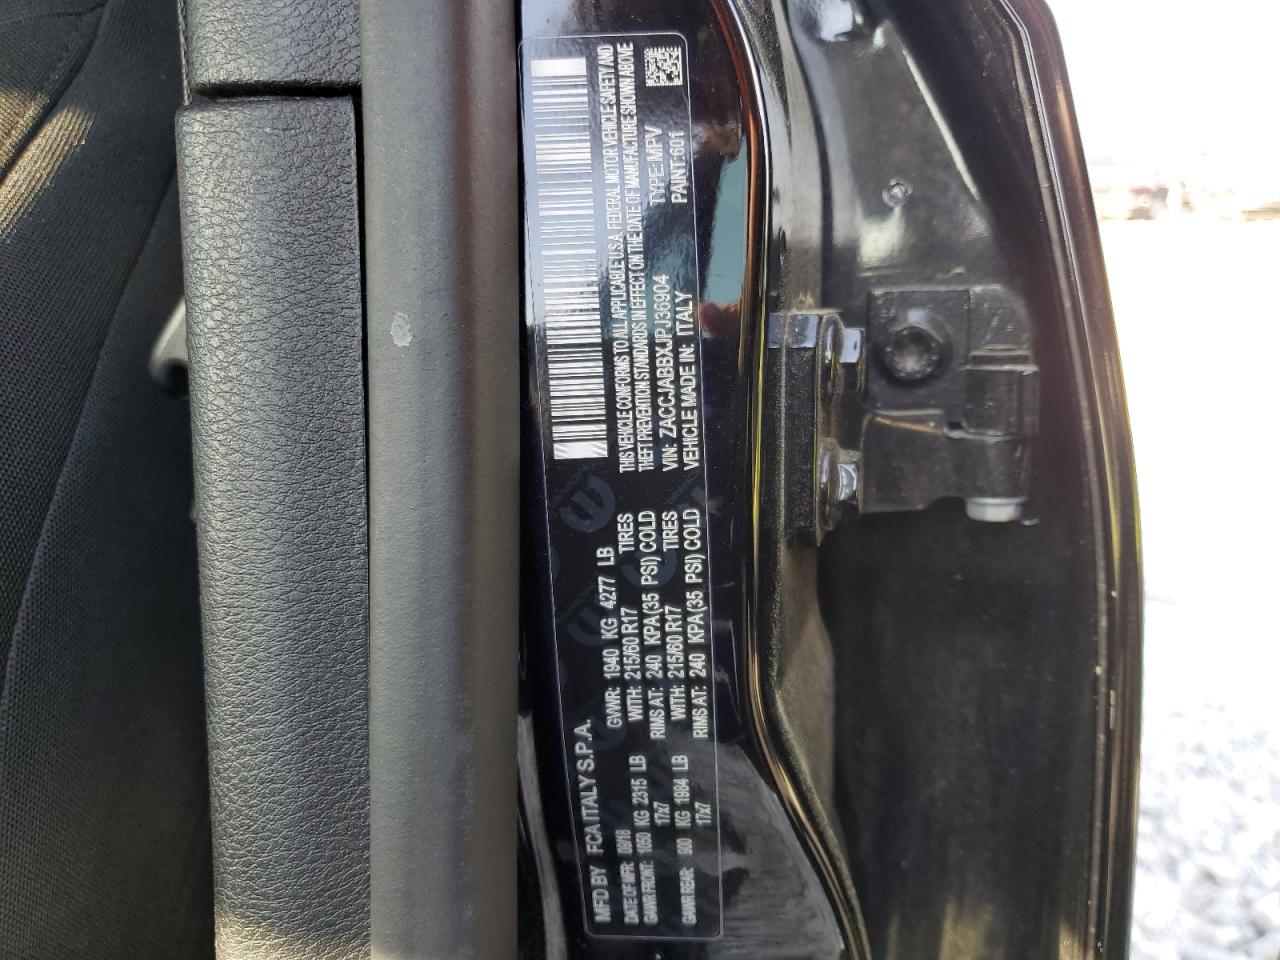 MFD BY FCA ITALY S.P.A.
DATE OF MFR: 09/18 GVWR: 1940 KG 4277 LB
GAWR FRONT: 1050 KG 2315 LB WITH: 215/60 R17 TIRES
17x7 RIMS AT: 240 KPA(35 PSI) COLD
GAWR REAR: KG 1984 LB WITH: 215/60 R17 TIRES
17x7 RIMS AT: 240 KPA(35 PSI) COLD
THIS VEHICLE CONFORMS TO ALL APPLICABLE U.S.A. FEDERAL MOTOR VEHICLE SAFETY AND
THEFT PREVENTION STANDARDS IN EFFECT ON THE DATE OF MANUFACTURE SHOWN ABOVE
VIN: ZACCJABBXJPJ36904 TYPE: MPV
VEHICLE MADE IN: ITALY PAINT:601